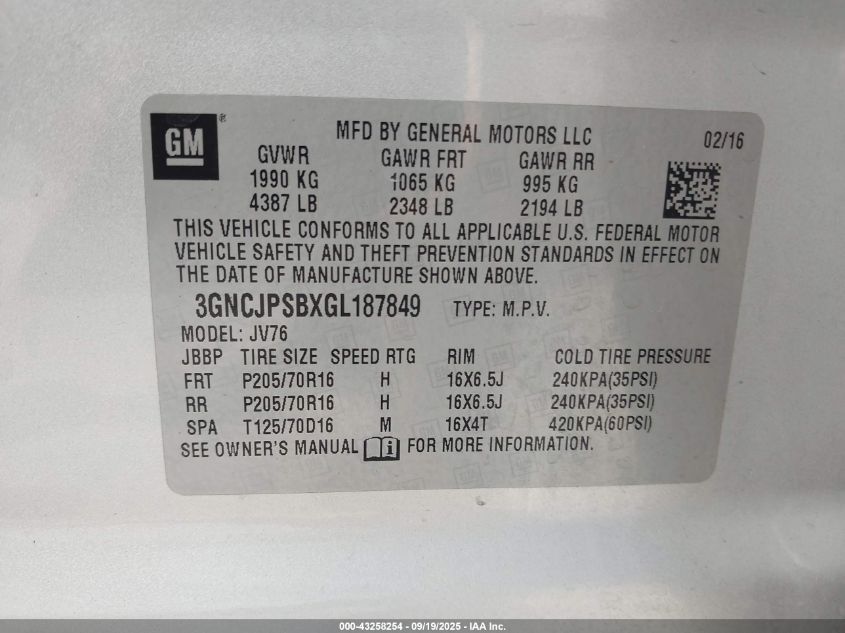 GM®
MFD BY GENERAL MOTORS LLC 02/16
GVWR GAWR FRT GAWR RR
1990 KG 1065 KG 995 KG
4387 LB 2348 LB 2194 LB
THIS VEHICLE CONFORMS TO ALL APPLICABLE U.S. FEDERAL MOTOR
VEHICLE SAFETY AND THEFT PREVENTION STANDARDS IN EFFECT ON
THE DATE OF MANUFACTURE SHOWN ABOVE.
3GNCJPSBXGL187849 TYPE: M.P.V.
MODEL: JV76
JBBP TIRE SIZE SPEED RTG RIM COLD TIRE PRESSURE
FRT P205/70R16 H 16X6.5J 240KPA(35PSI)
RR P205/70R16 H 16X6.5J 240KPA(35PSI)
SPA T125/70D16 M 16X4T 420KPA(60PSI)
SEE OWNER'S MANUAL FOR MORE INFORMATION.
000-43258254 - 09/19/2025 - IAA Inc.